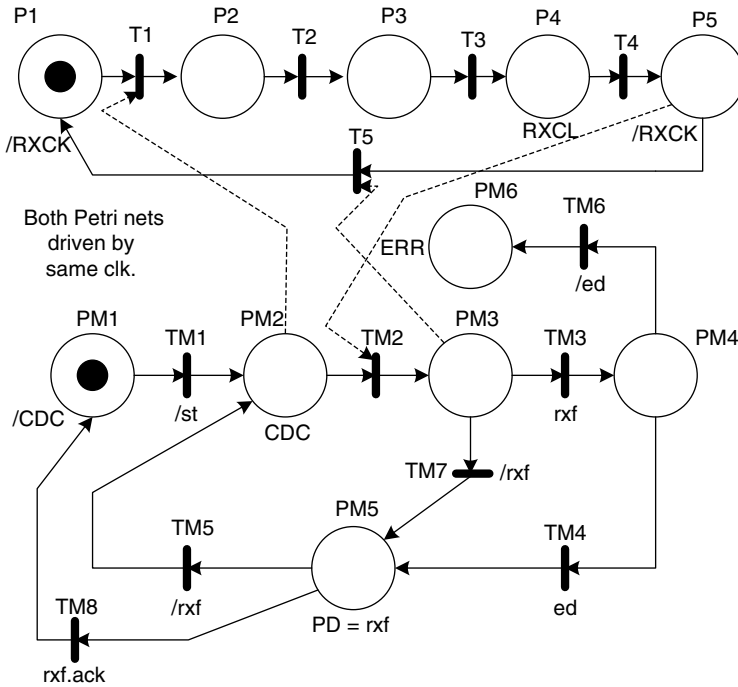 P1 P2 P3 P4 P5
T1 T2 T3 T4
/RXCK RXCL /RXCK
T5
Both Petri nets
driven by
same clk.
PM6 TM6
ERR
/ed
PM1 TM1 PM2 TM2 PM3 TM3 PM4
/CDC /st CDC rxf
TM7 /rxf
PM5
TM5 TM4
/rxf ed
PD = rxf
TM8
rxf.ack